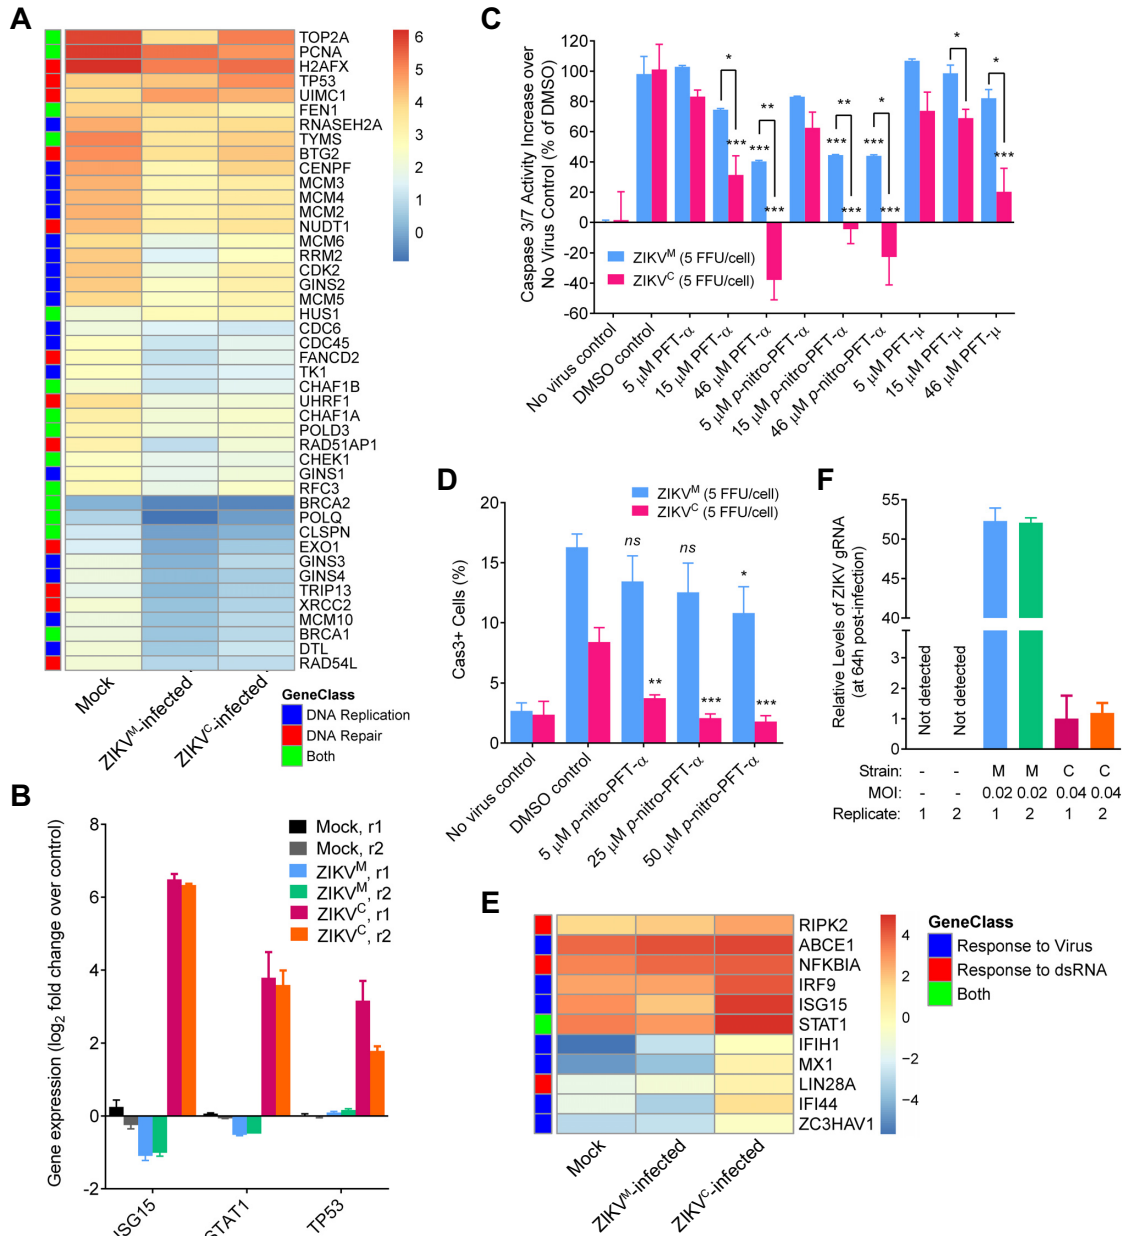 A
TOP2A
PCNA
H2AFX
TP53
UIMC1
FEN1
RNASEH2A
TYMS
BTG2
CENPF
MCM3
MCM4
MCM2
NUDT1
MCM6
RRM2
CDK2
GINS2
MCM5
HUS1
CDC6
CDC45
FANCD2
TK1
CHAF1B
UHRF1
CHAF1A
POLD3
RAD51AP1
CHEK1
GINS1
RFC3
BRCA2
POLQ
CLSPN
EXO1
GINS3
GINS4
TRIP13
XRCC2
MCM10
BRCA1
DTL
RAD54L
6
5
4
3
2
1
0
Mock
ZIKVᴹ-infected
ZIKVᶜ-infected
GeneClass
DNA Replication
DNA Repair
Both
B
Gene expression (log₂ fold change over control)
8
6
4
2
0
-2
Mock, r1
Mock, r2
ZIKVᴹ, r1
ZIKVᴹ, r2
ZIKVᶜ, r1
ZIKVᶜ, r2
ISG15
STAT1
TP53
C
Caspase 3/7 Activity Increase over
No Virus Control (% of DMSO)
120
100
80
60
40
20
0
-20
-40
-60
*
***
**
***
***
**
***
***
*
***
*
*
***
ZIKVᴹ (5 FFU/cell)
ZIKVᶜ (5 FFU/cell)
No virus control
DMSO control
5 µM PFT-α
15 µM PFT-α
46 µM PFT-α
5 µM p-nitro-PFT-α
15 µM p-nitro-PFT-α
46 µM p-nitro-PFT-α
5 µM PFT-µ
15 µM PFT-µ
46 µM PFT-µ
D
Cas3+ Cells (%)
20
15
10
5
0
ZIKVᴹ (5 FFU/cell)
ZIKVᶜ (5 FFU/cell)
ns
ns
*
**
***
***
No virus control
DMSO control
5 µM p-nitro-PFT-α
25 µM p-nitro-PFT-α
50 µM p-nitro-PFT-α
F
Relative Levels of ZIKV gRNA
(at 64h post-infection)
55
50
45
40
3
2
1
0
Not detected
Not detected
Strain: - - M M C C
MOI: - - 0.02 0.02 0.04 0.04
Replicate: 1 2 1 2 1 2
E
RIPK2
ABCE1
NFKBIA
IRF9
ISG15
STAT1
IFIH1
MX1
LIN28A
IFI44
ZC3HAV1
4
2
0
−2
−4
Mock
ZIKVᴹ-infected
ZIKVᶜ-infected
GeneClass
Response to Virus
Response to dsRNA
Both